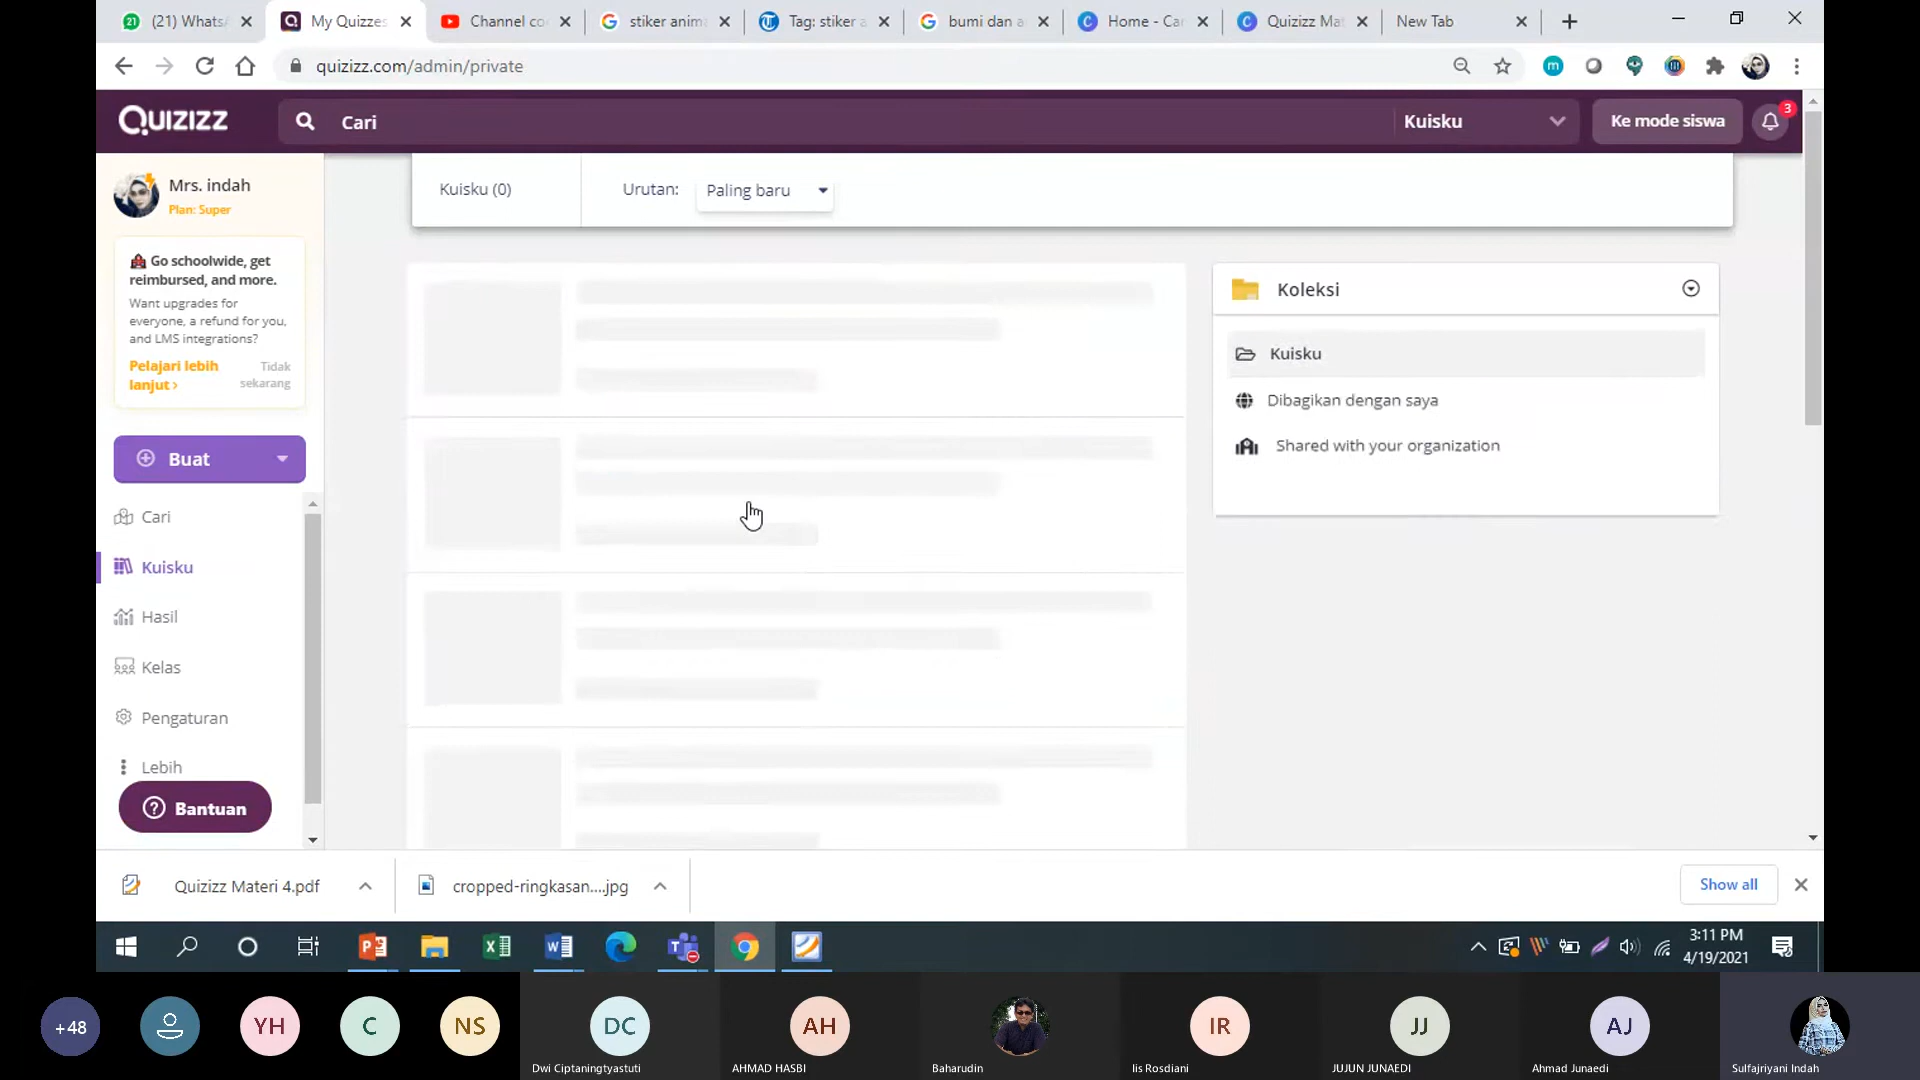 (21) Whats
My Quizzes
Channel co
stiker anim
Tag: stiker a
bumi dan a
Home - Ca
Quizizz Ma
New Tab
quizizz.com/admin/private
Quizizz
Cari
Kuisku
Ke mode siswa
3
Mrs. indah
Plan: Super
Go schoolwide, get
reimbursed, and more.
Want upgrades for
everyone, a refund for you,
and LMS integrations?
Pelajari lebih
lanjut ›
Tidak
sekarang
Buat
Cari
Kuisku
Hasil
Kelas
Pengaturan
Lebih
Bantuan
Kuisku (0)
Urutan:
Paling baru
Koleksi
Kuisku
Dibagikan dengan saya
Shared with your organization
Quizizz Materi 4.pdf
cropped-ringkasan....jpg
Show all
3:11 PM
4/19/2021
+48
YH
C
NS
DC
Dwi Ciptaningtyastuti
AH
AHMAD HASBI
Baharudin
IR
Iis Rosdiani
JJ
JUJUN JUNAEDI
AJ
Ahmad Junaedi
Sulfajriyani Indah